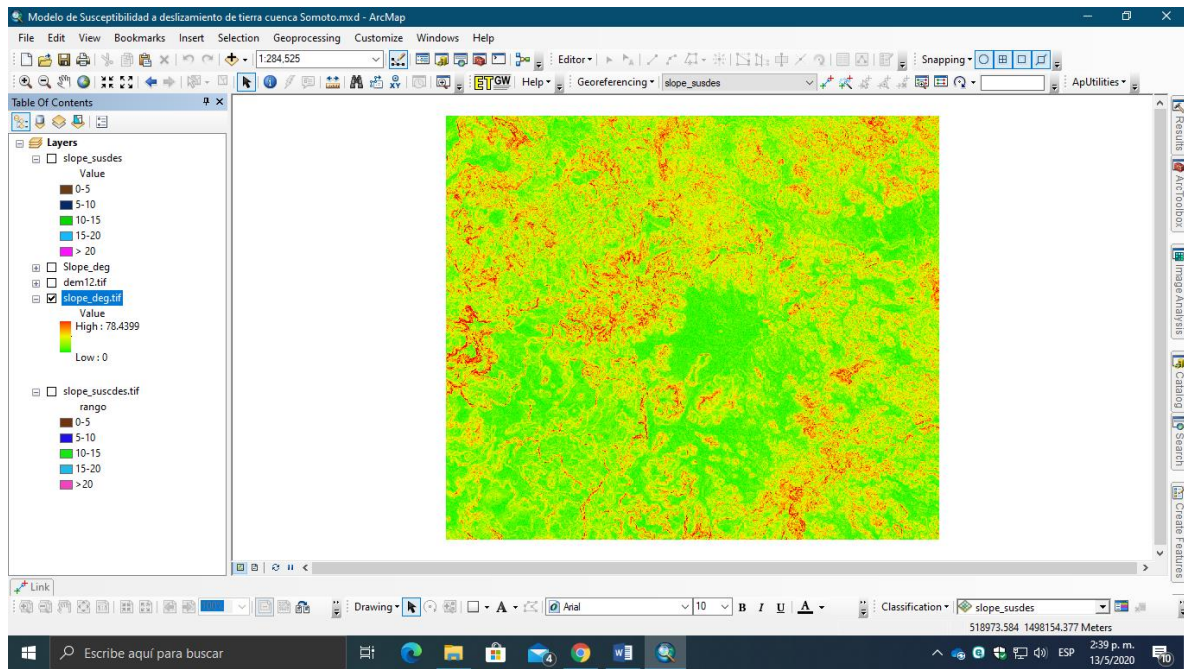 Modelo de Susceptibilidad a deslizamiento de tierra cuenca Somoto.mxd - ArcMap
File Edit View Bookmarks Insert Selection Geoprocessing Customize Windows Help
1:284,525 Editor Snapping
ETGW Help Georeferencing slope_susdes ApUtilities
Table Of Contents
Layers
slope_susdes
Value
0-5
5-10
10-15
15-20
> 20
Slope_deg
dem12.tif
slope_deg.tif
Value
High : 78.4399
Low : 0
slope_suscdes.tif
rango
0-5
5-10
10-15
15-20
>20
Results
ArcToolbox
Image Analysis
Catalog
Search
Create Features
Link
Drawing A Arial 10 B I U A Classification slope_susdes
518973.584 1498154.377 Meters
Escribe aquí para buscar
4
ESP
2:39 p. m.
13/5/2020
10